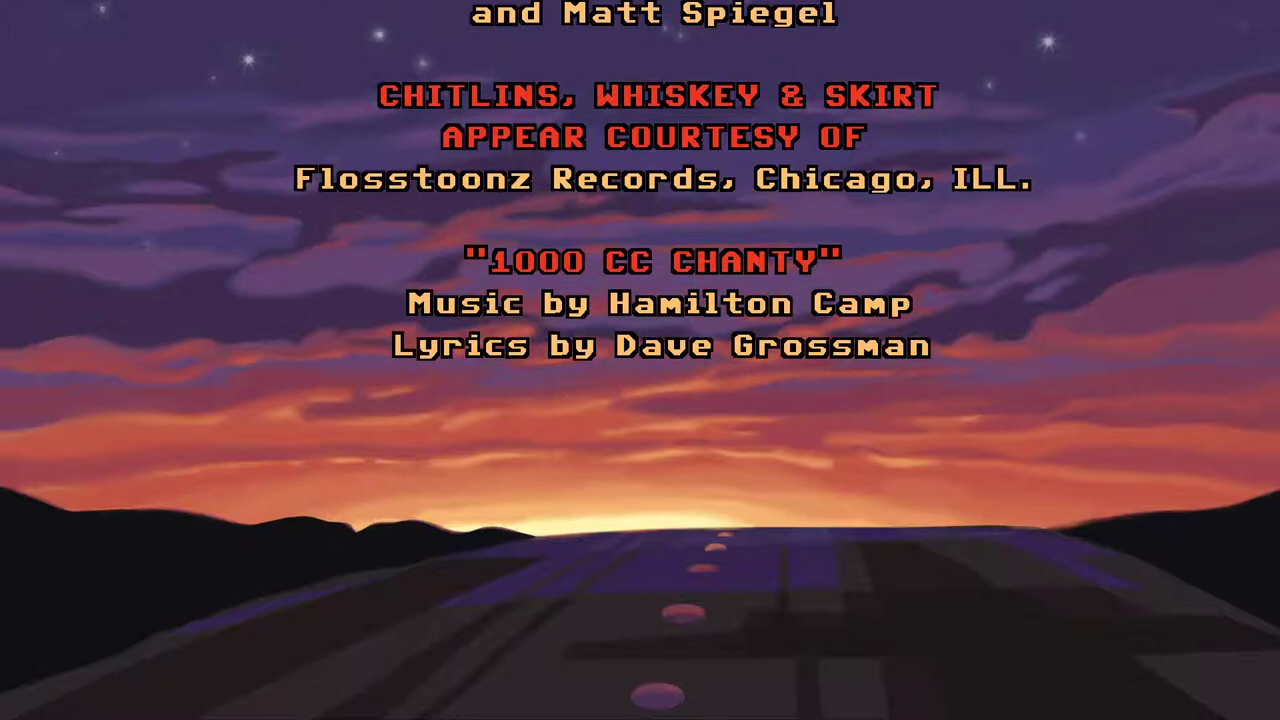 and Matt Spiegel
CHITLINS, WHISKEY & SKIRT
APPEAR COURTESY OF
Flosstoonz Records, Chicago, ILL.
"1000 CC CHANTY"
Music by Hamilton Camp
Lyrics by Dave Grossman